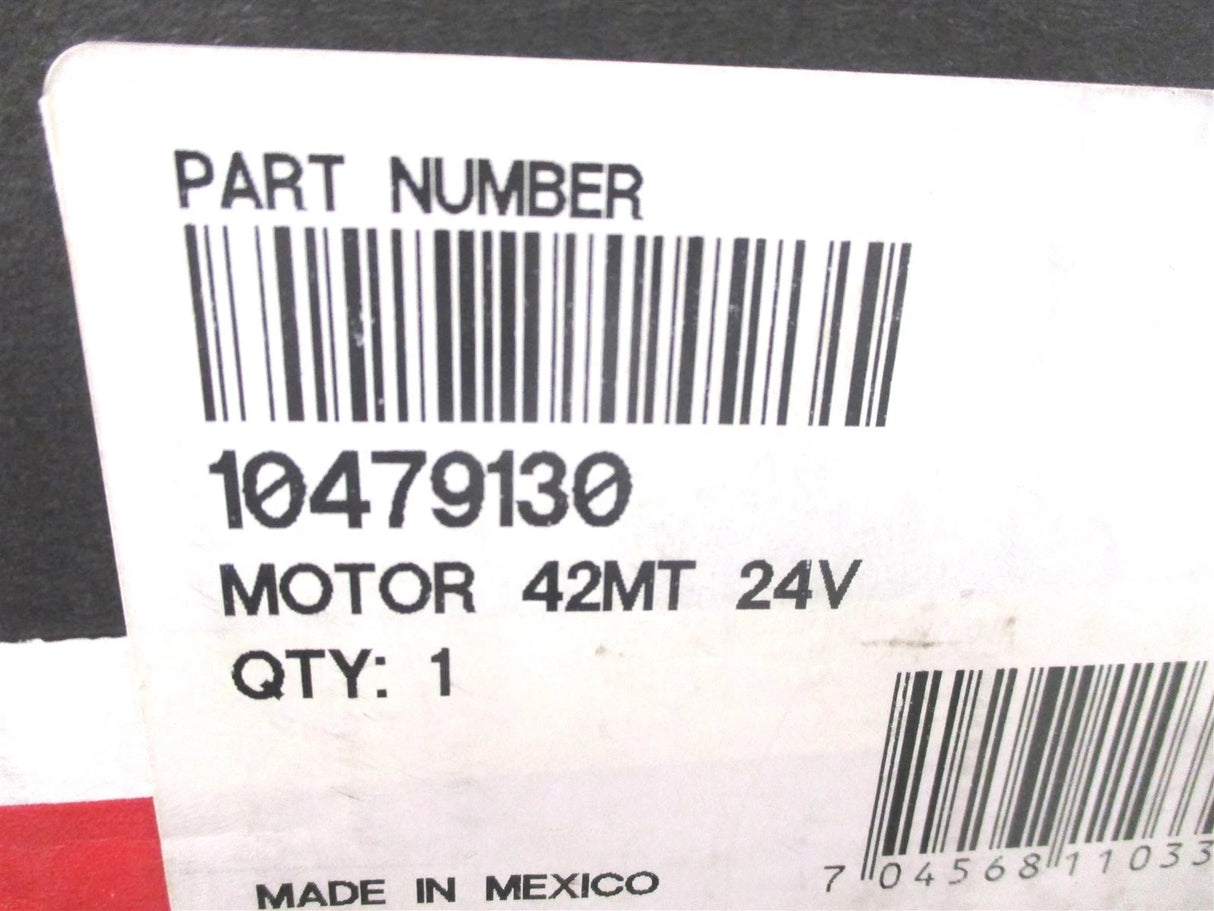 PART NUMBER
10479130
MOTOR 42MT 24V
QTY: 1
7 04568 11033
MADE IN MEXICO